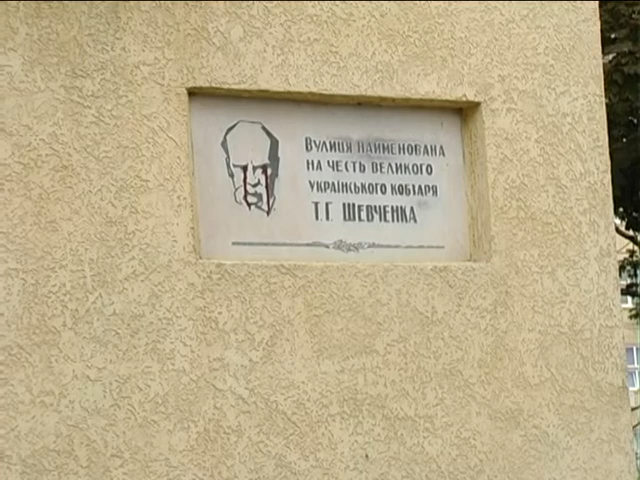 Вулиця найменована
на честь великого
українського кобзаря
Т.Г. Шевченка